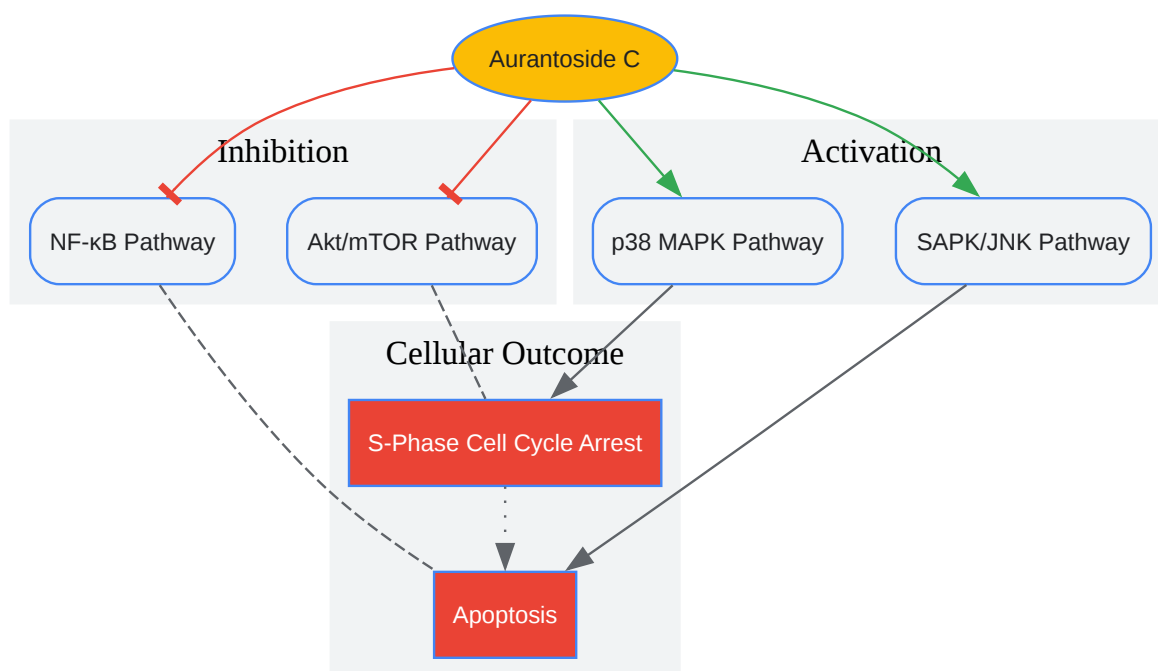 Aurantoside C
Inhibition
Activation
NF-κB Pathway
Akt/mTOR Pathway
p38 MAPK Pathway
SAPK/JNK Pathway
Cellular Outcome
S-Phase Cell Cycle Arrest
Apoptosis